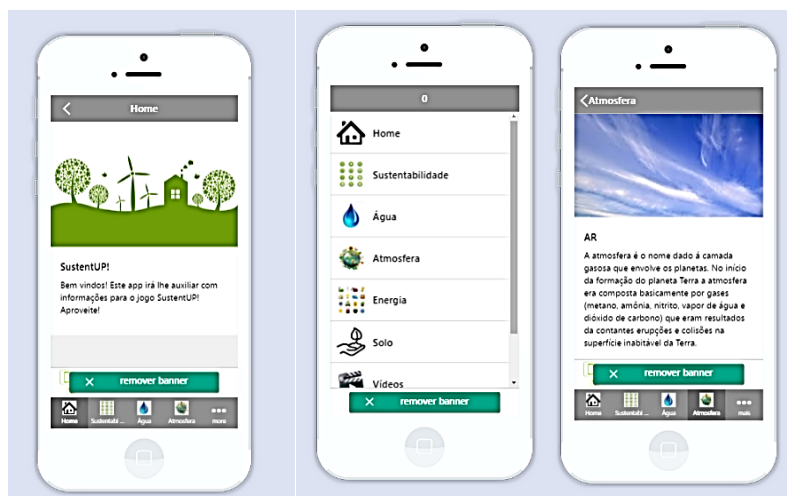 Home
SustentUP!
Bem vindos! Este app irá lhe auxiliar com
informações para o jogo SustentUP!
Aproveite!
× remover banner
Home Sustentabi ... Água Atmosfera more
0
Home
Sustentabilidade
Água
Atmosfera
Energia
Solo
Vídeos
× remover banner
Atmosfera
AR
A atmosfera é o nome dado á camada
gasosa que envolve os planetas. No início
da formação do planeta Terra a atmosfera
era composta basicamente por gases
(metano, amônia, nitrito, vapor de água e
dióxido de carbono) que eram resultados
da contantes erupções e colisões na
superfície inabitável da Terra.
× remover banner
Home Sustentabi ... Água Atmosfera mais